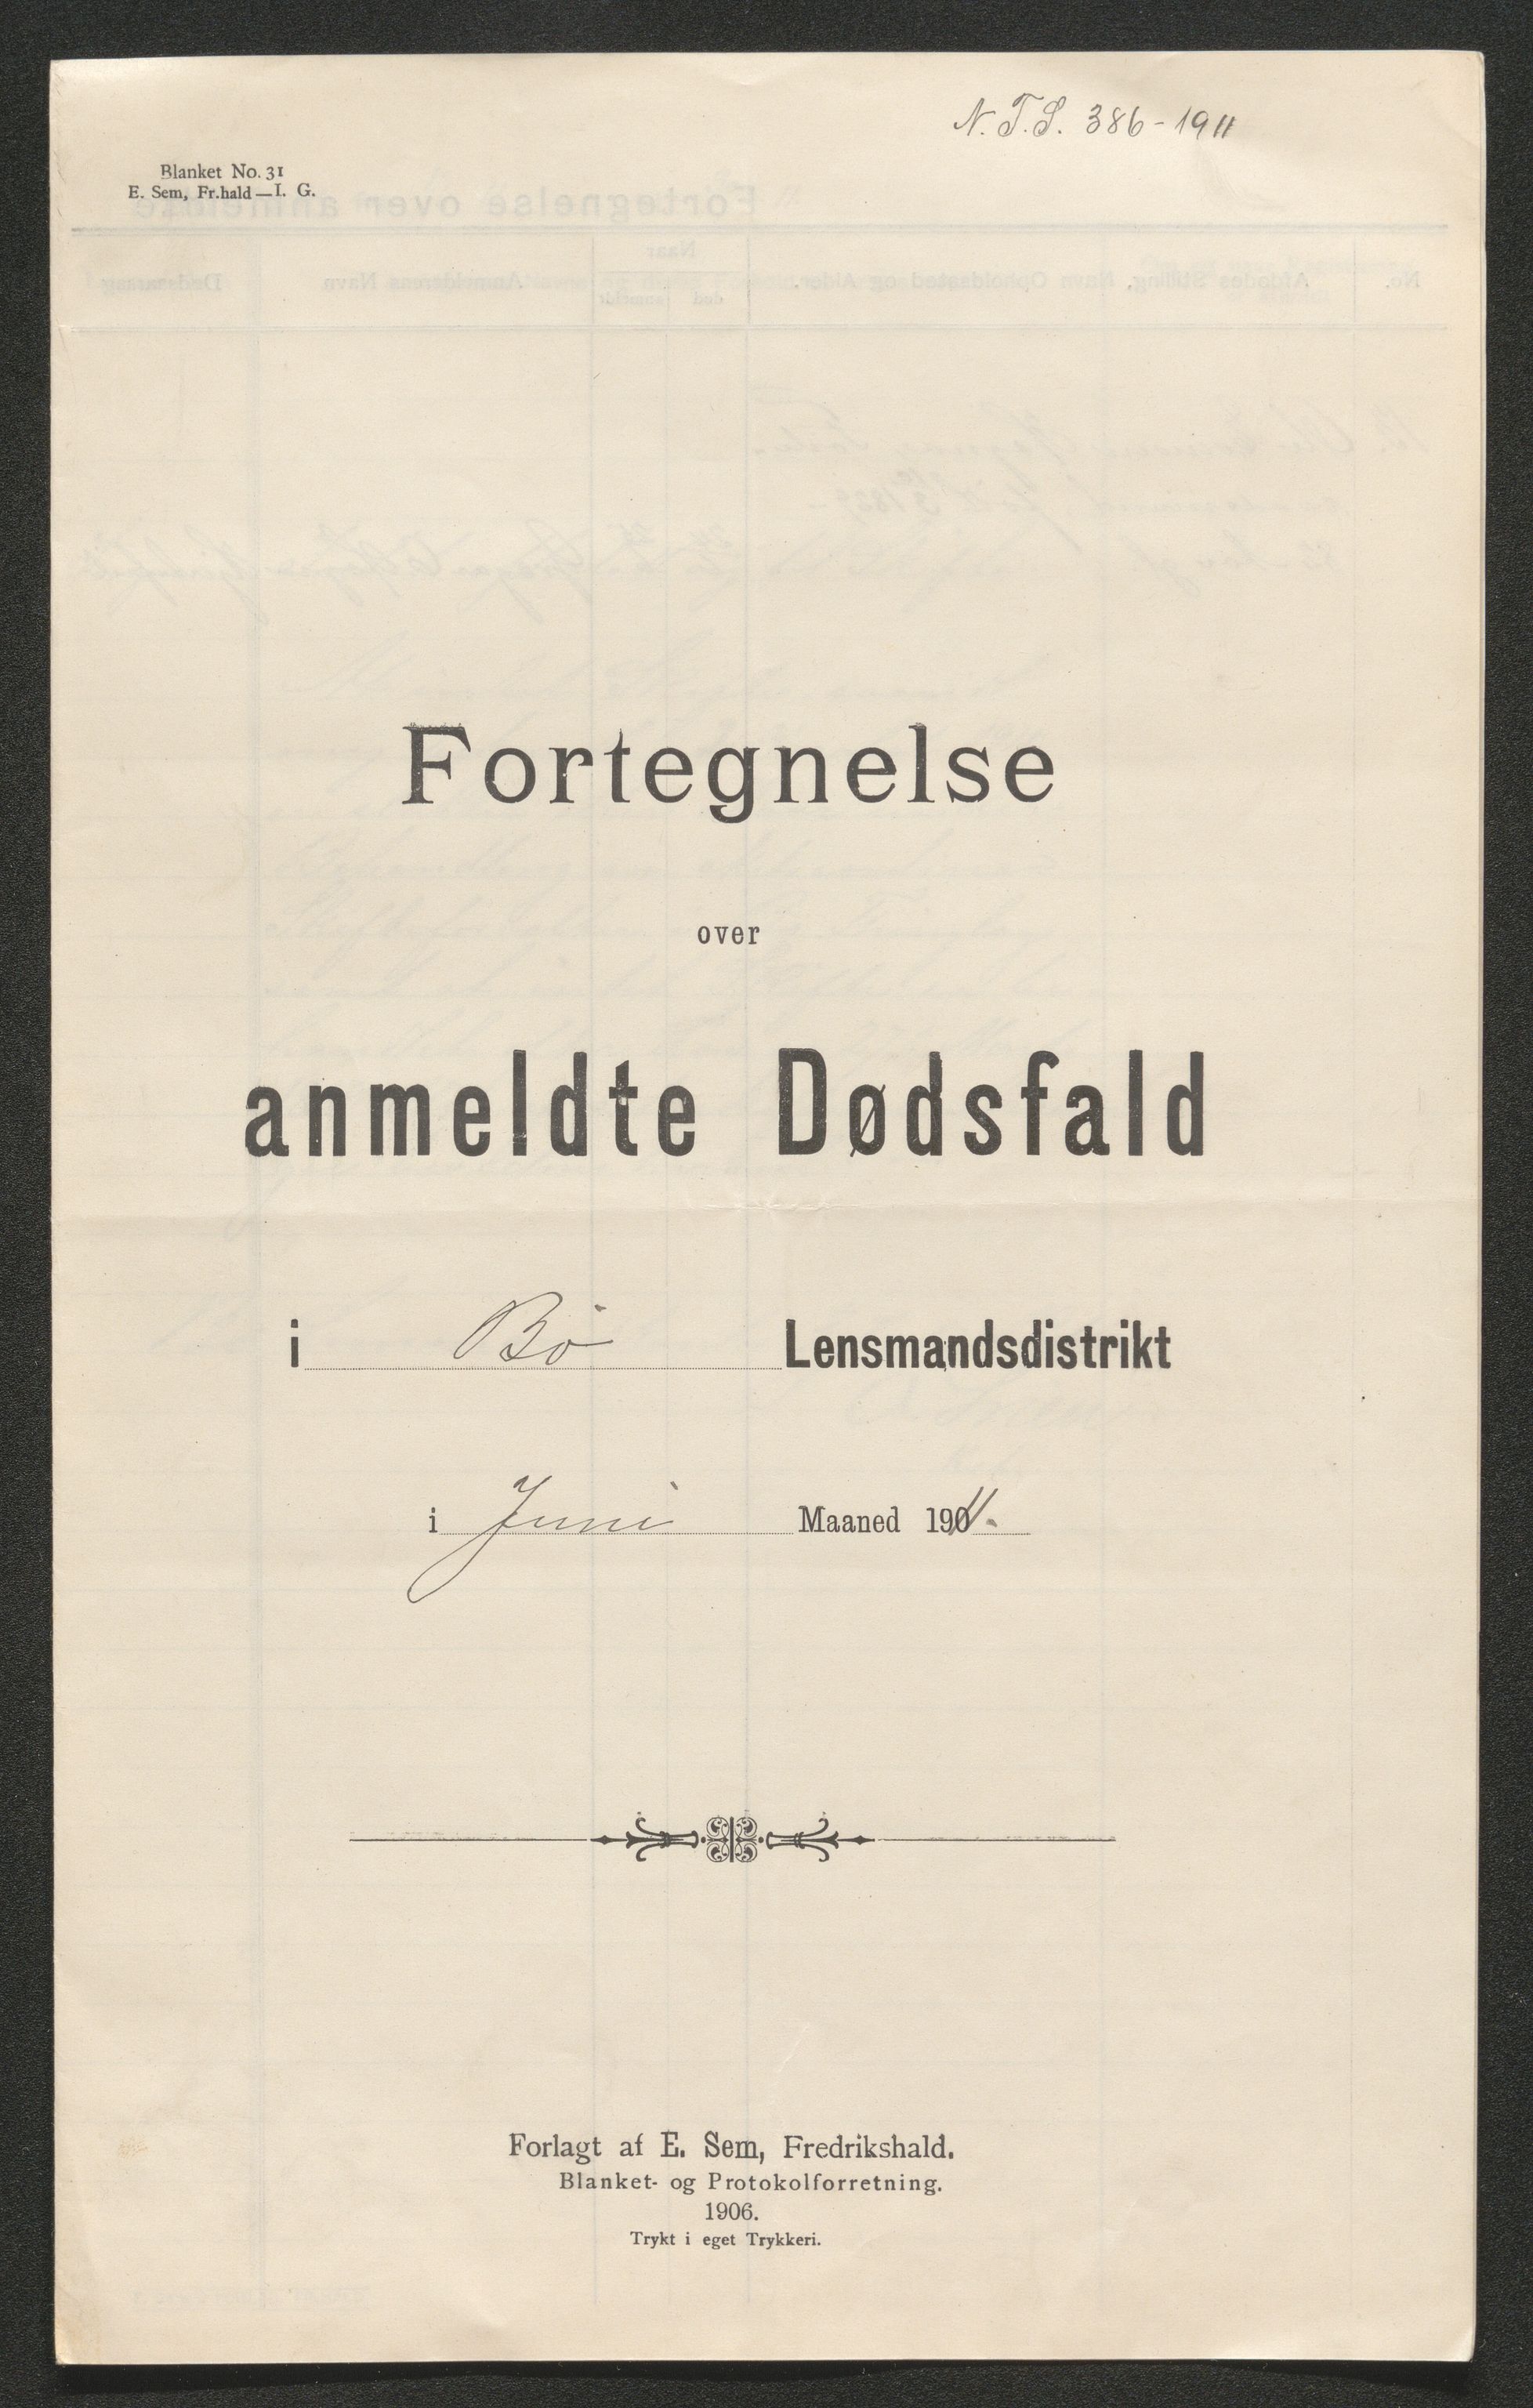 N. T. S. 386-1911
Blanket No. 31
E. Sem, Fr.hald—I. G.
Fortegnelse
over
anmeldte Dødsfald
i Bø Lensmandsdistrikt
i Juni Maaned 1911.
Forlagt af E. Sem, Fredrikshald.
Blanket- og Protokolforretning.
1906.
Trykt i eget Trykkeri.